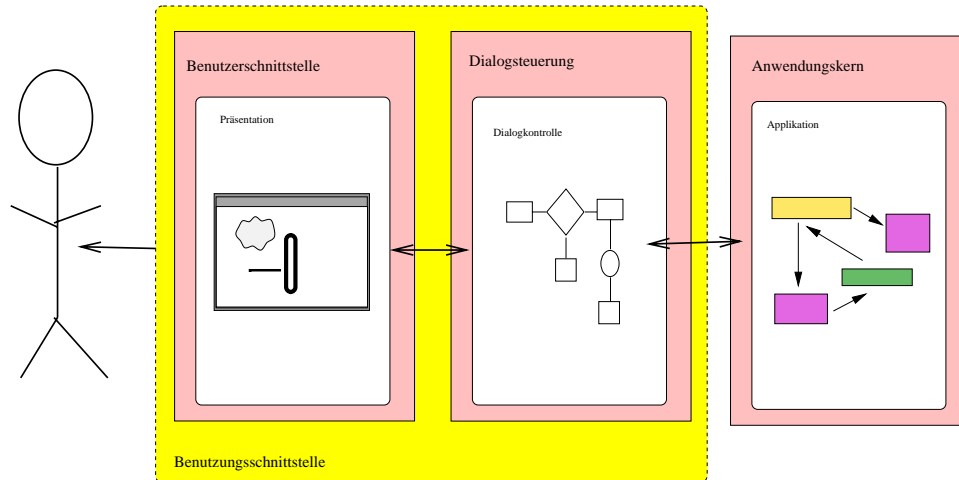 Benutzerschnittstelle
Präsentation
Dialogsteuerung
Dialogkontrolle
Anwendungskern
Applikation
Benutzungsschnittstelle